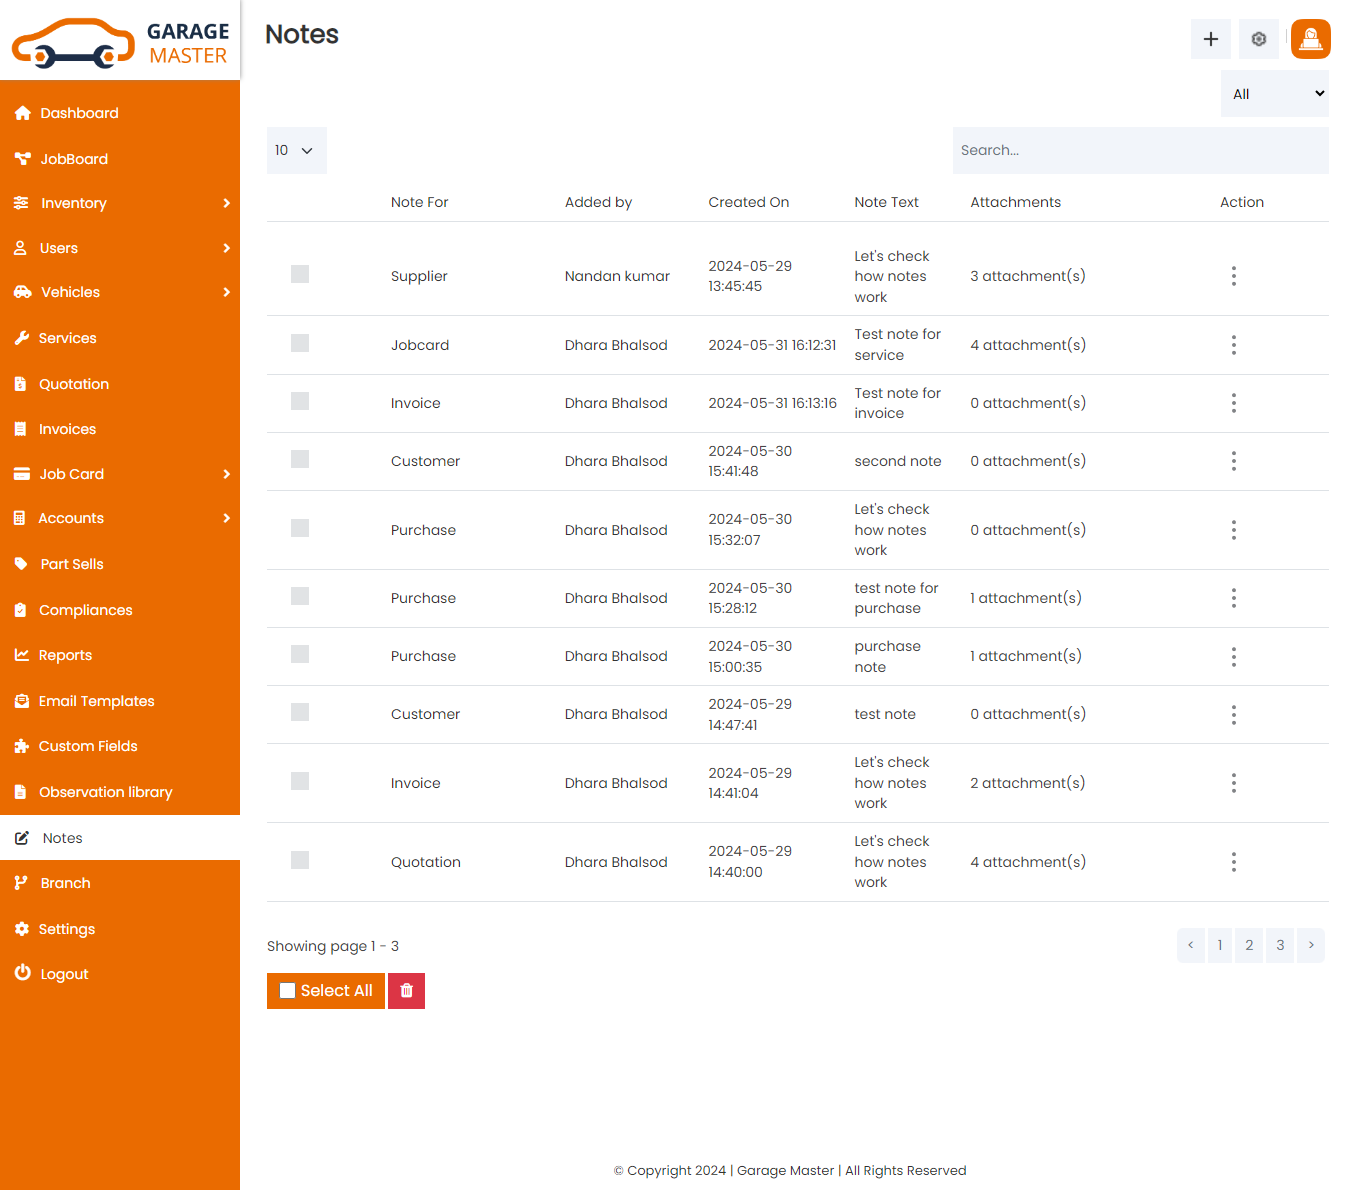 GARAGE
MASTER
Notes
All
Dashboard
JobBoard
Inventory
Users
Vehicles
Services
Quotation
Invoices
Job Card
Accounts
Part Sells
Compliances
Reports
Email Templates
Custom Fields
Observation library
Notes
Branch
Settings
Logout
10
Search...
Note For Added by Created On Note Text Attachments Action
Supplier Nandan kumar 2024-05-29 13:45:45 Let's check how notes work 3 attachment(s)
Jobcard Dhara Bhalsod 2024-05-31 16:12:31 Test note for service 4 attachment(s)
Invoice Dhara Bhalsod 2024-05-31 16:13:16 Test note for invoice 0 attachment(s)
Customer Dhara Bhalsod 2024-05-30 15:41:48 second note 0 attachment(s)
Purchase Dhara Bhalsod 2024-05-30 15:32:07 Let's check how notes work 0 attachment(s)
Purchase Dhara Bhalsod 2024-05-30 15:28:12 test note for purchase 1 attachment(s)
Purchase Dhara Bhalsod 2024-05-30 15:00:35 purchase note 1 attachment(s)
Customer Dhara Bhalsod 2024-05-29 14:47:41 test note 0 attachment(s)
Invoice Dhara Bhalsod 2024-05-29 14:41:04 Let's check how notes work 2 attachment(s)
Quotation Dhara Bhalsod 2024-05-29 14:40:00 Let's check how notes work 4 attachment(s)
Showing page 1 - 3
< 1 2 3 >
Select All
© Copyright 2024 | Garage Master | All Rights Reserved